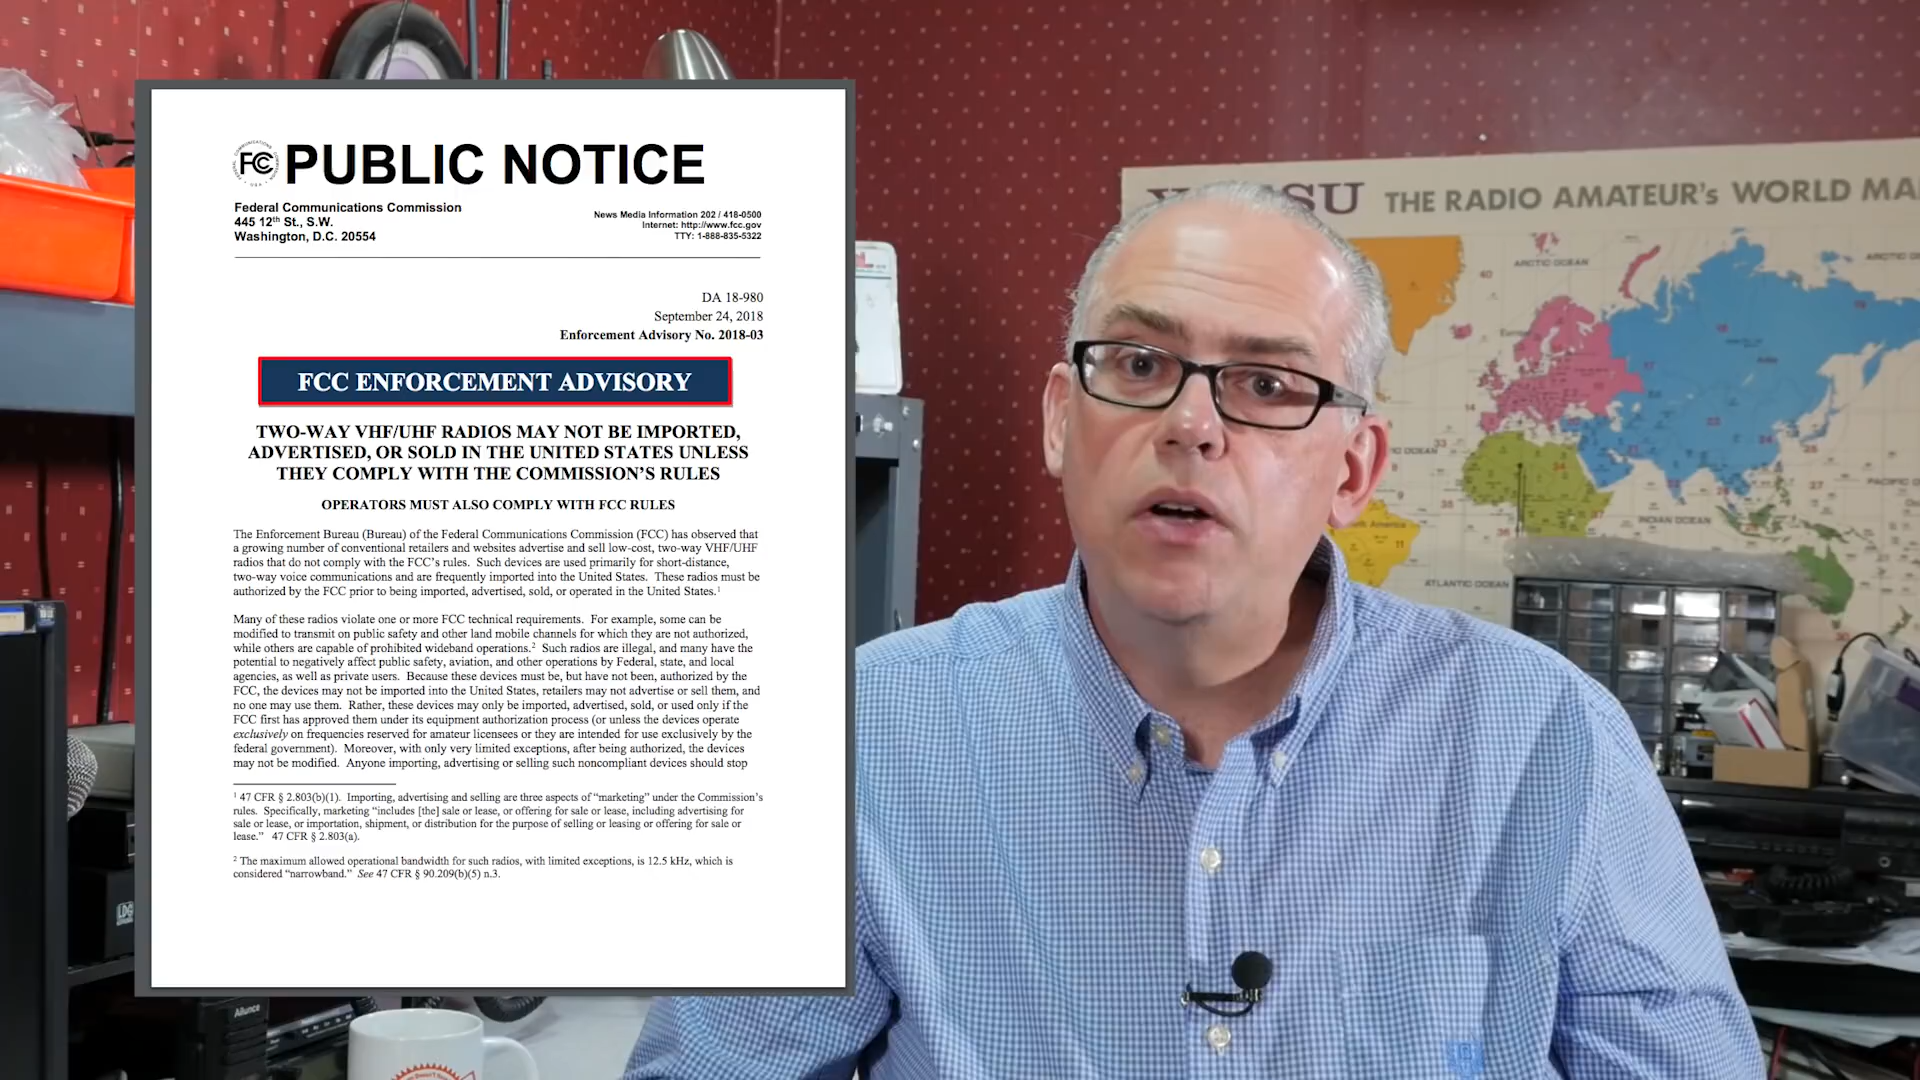 FCC PUBLIC NOTICE
Federal Communications Commission
445 12th St., S.W.
Washington, D.C. 20554
News Media Information 202 / 418-0500
Internet: http://www.fcc.gov
TTY: 1-888-835-5322
DA 18-980
September 24, 2018
Enforcement Advisory No. 2018-03
FCC ENFORCEMENT ADVISORY
TWO-WAY VHF/UHF RADIOS MAY NOT BE IMPORTED,
ADVERTISED, OR SOLD IN THE UNITED STATES UNLESS
THEY COMPLY WITH THE COMMISSION'S RULES
OPERATORS MUST ALSO COMPLY WITH FCC RULES
The Enforcement Bureau (Bureau) of the Federal Communications Commission (FCC) has observed that
a growing number of conventional retailers and websites advertise and sell low-cost, two-way VHF/UHF
radios that do not comply with the FCC's rules. Such devices are used primarily for short-distance,
two-way voice communications and are frequently imported into the United States. These radios must be
authorized by the FCC prior to being imported, advertised, sold, or operated in the United States.1
Many of these radios violate one or more FCC technical requirements. For example, some can be
modified to transmit on public safety and other land mobile channels for which they are not authorized,
while others are capable of prohibited wideband operations.2 Such radios are illegal, and many have the
potential to negatively affect public safety, aviation, and other operations by Federal, state, and local
agencies, as well as private users. Because these devices must be, but have not been, authorized by the
FCC, the devices may not be imported into the United States, retailers may not advertise or sell them, and
no one may use them. Rather, these devices may only be imported, advertised, sold, or used only if the
FCC first has approved them under its equipment authorization process (or unless the devices operate
exclusively on frequencies reserved for amateur licensees or they are intended for use exclusively by the
federal government). Moreover, with only very limited exceptions, after being authorized, the devices
may not be modified. Anyone importing, advertising or selling such noncompliant devices should stop
1 47 CFR § 2.803(b)(1). Importing, advertising and selling are three aspects of “marketing” under the Commission's
rules. Specifically, marketing “includes [the] sale or lease, or offering for sale or lease, including advertising for
sale or lease, or importation, shipment, or distribution for the purpose of selling or leasing or offering for sale or
lease.” 47 CFR § 2.803(a).
2 The maximum allowed operational bandwidth for such radios, with limited exceptions, is 12.5 kHz, which is
considered “narrowband.” See 47 CFR § 90.209(b)(5) n.3.
THE RADIO AMATEUR's WORLD MA
ARCTIC OCEAN
ARCTIC O
INDIAN OCEAN
ATLANTIC OCEAN
LDG
Alinco